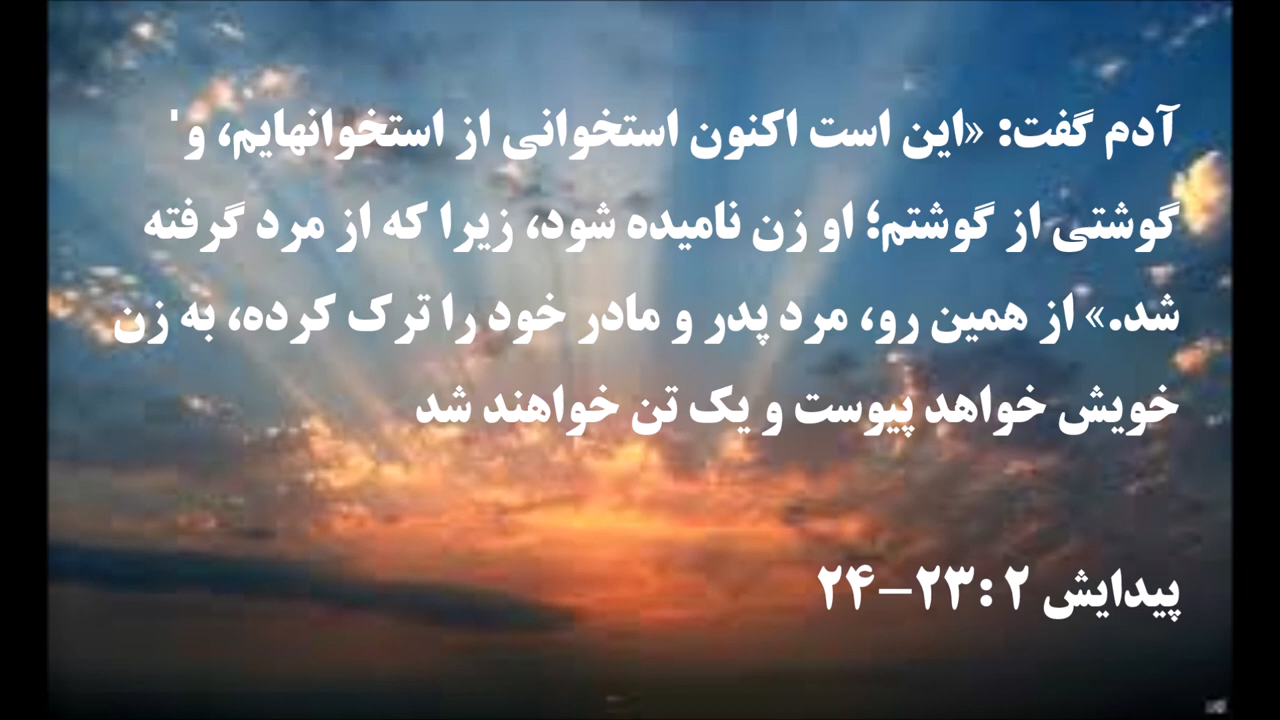 آدم گفت: «این است اکنون استخوانی از استخوانهایم، و'
گوشتی از گوشتم؛ او زن نامیده شود، زیرا که از مرد گرفته
شد.» از همین رو، مرد پدر و مادر خود را ترک کرده، به زن
خویش خواهد پیوست و یک تن خواهند شد
پیدایش ۲ :۲۳-۲۴